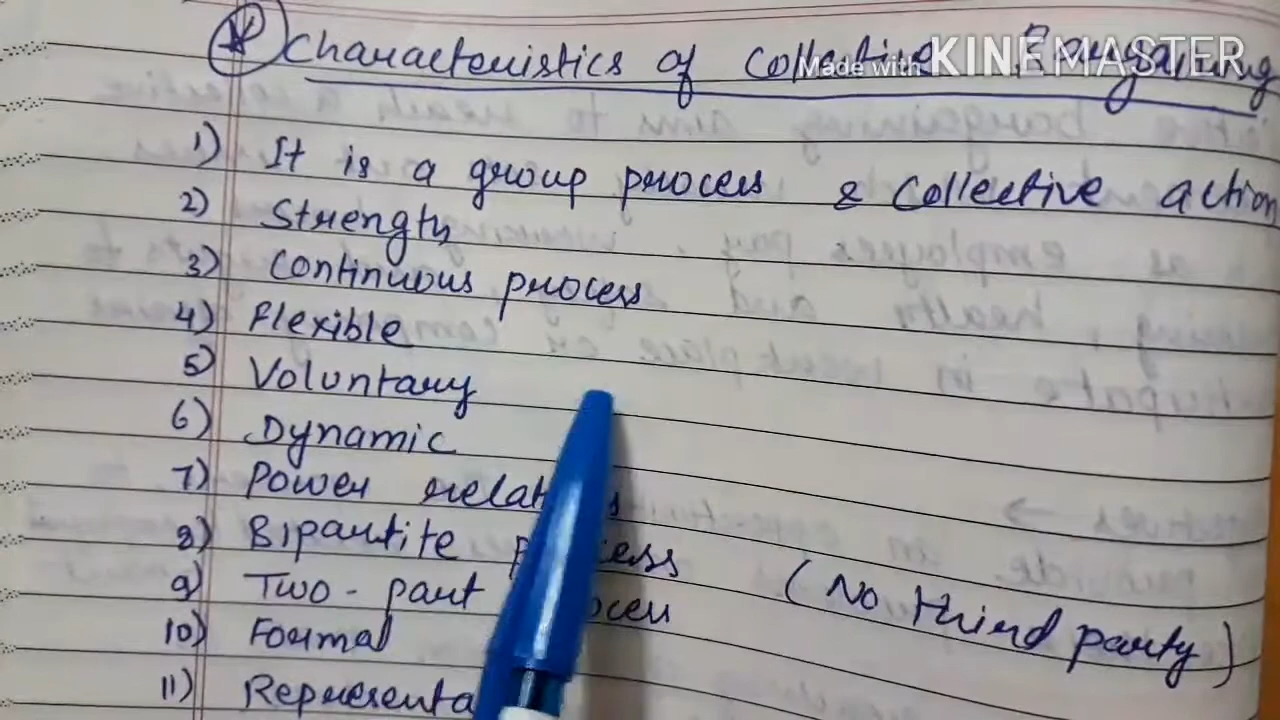 Characteristics of Collective Bargaining
Made with KINEMASTER
1) It is a group process & Collective action
2) Strength
3) Continuous process
4) Flexible
5) Voluntary
6) Dynamic
7) Power
8) Bipartite (No third party)
9) Two-part
10) Formal
11)